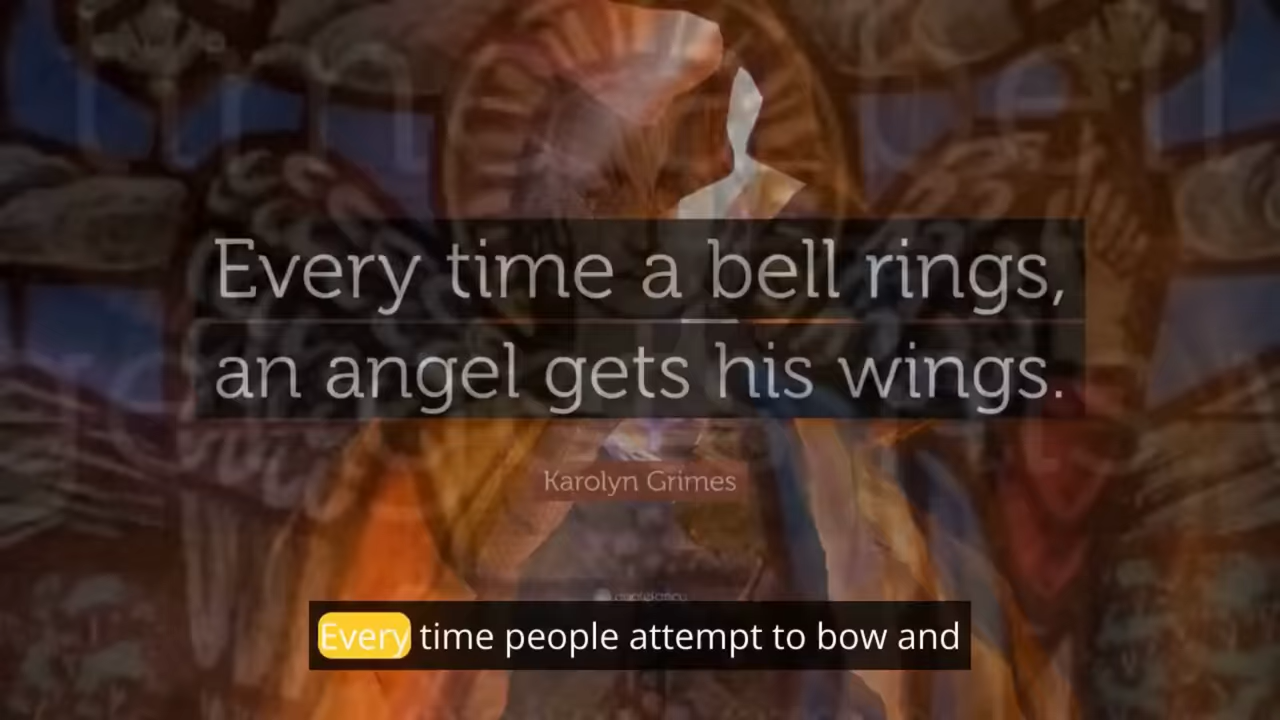 Every time a bell rings,
an angel gets his wings.
Karolyn Grimes
Every time people attempt to bow and